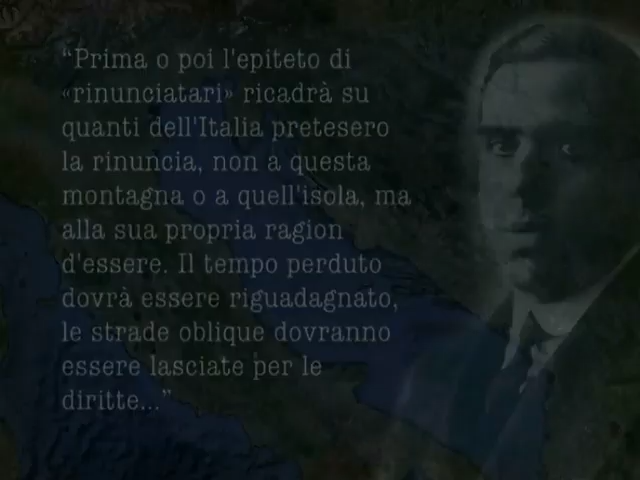 “Prima o poi l'epiteto di
«rinunciatari» ricadrà su
quanti dell'Italia pretesero
la rinuncia, non a questa
montagna o a quell'isola, ma
alla sua propria ragion
d'essere. Il tempo perduto
dovrà essere riguadagnato,
le strade oblique dovranno
essere lasciate per le
diritte...”